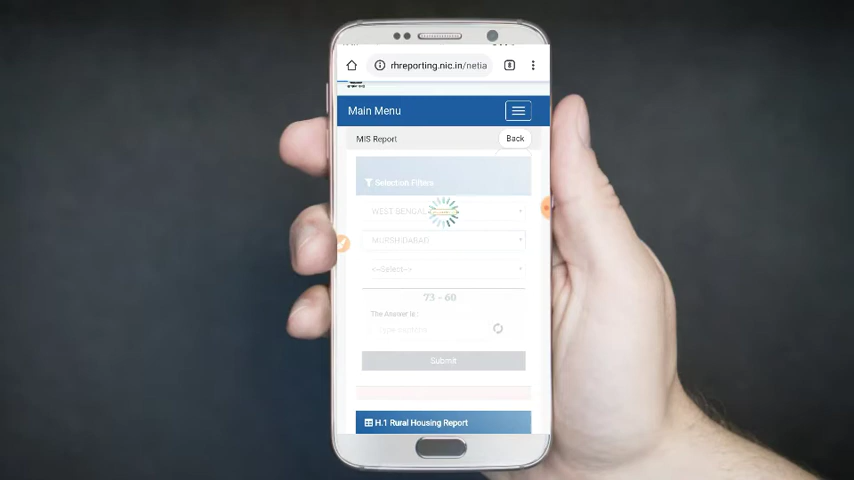 rhreporting.nic.in/netia
8
Main Menu
MIS Report
Back
Selection Filters
WEST BENGAL
MURSHIDABAD
<--Select-->
73 - 60
The Answer is :
Submit
H.1 Rural Housing Report